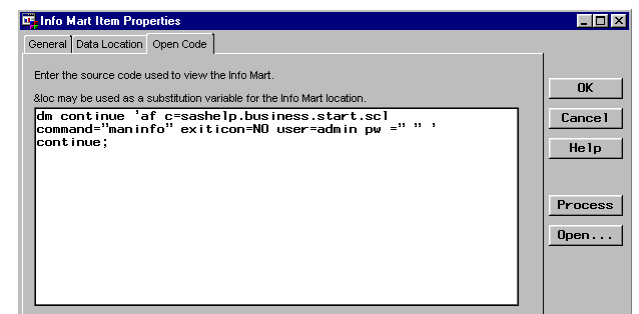 Info Mart Item Properties
General Data Location Open Code
Enter the source code used to view the Info Mart.
&loc may be used as a substitution variable for the Info Mart location.
dm continue 'af c=sashelp.business.start.scl
command=”maninfo” exiticon=NO user=admin pw =” ” '
continue;
OK
Cancel
Help
Process
Open...